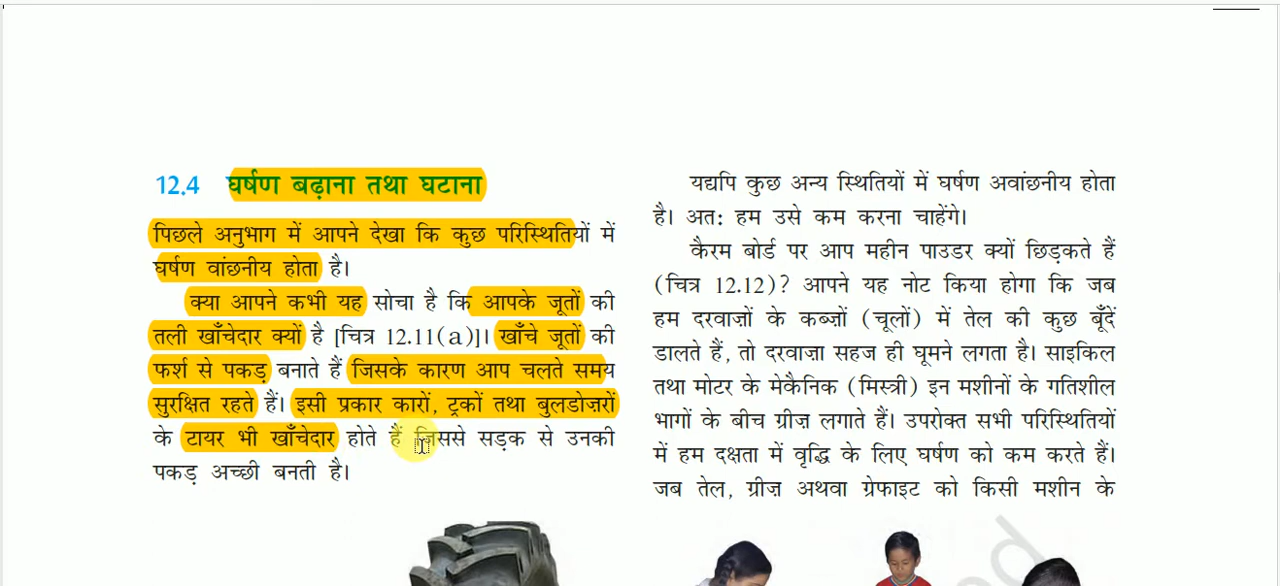 12.4 घर्षण बढ़ाना तथा घटाना
पिछले अनुभाग में आपने देखा कि कुछ परिस्थितियों में
घर्षण वांछनीय होता है।
क्या आपने कभी यह सोचा है कि आपके जूतों की
तली खाँचेदार क्यों है [चित्र 12.11(a)]। खाँचे जूतों की
फर्श से पकड़ बनाते हैं जिसके कारण आप चलते समय
सुरक्षित रहते हैं। इसी प्रकार कारों, ट्रकों तथा बुलडोज़रों
के टायर भी खाँचेदार होते हैं जिससे सड़क से उनकी
पकड़ अच्छी बनती है।
यद्यपि कुछ अन्य स्थितियों में घर्षण अवांछनीय होता
है। अत: हम उसे कम करना चाहेंगे।
कैरम बोर्ड पर आप महीन पाउडर क्यों छिड़कते हैं
(चित्र 12.12)? आपने यह नोट किया होगा कि जब
हम दरवाज़ों के कब्ज़ों (चूलों) में तेल की कुछ बूँदें
डालते हैं, तो दरवाज़ा सहज ही घूमने लगता है। साइकिल
तथा मोटर के मेकैनिक (मिस्त्री) इन मशीनों के गतिशील
भागों के बीच ग्रीज़ लगाते हैं। उपरोक्त सभी परिस्थितियों
में हम दक्षता में वृद्धि के लिए घर्षण को कम करते हैं।
जब तेल, ग्रीज़ अथवा ग्रेफाइट को किसी मशीन के